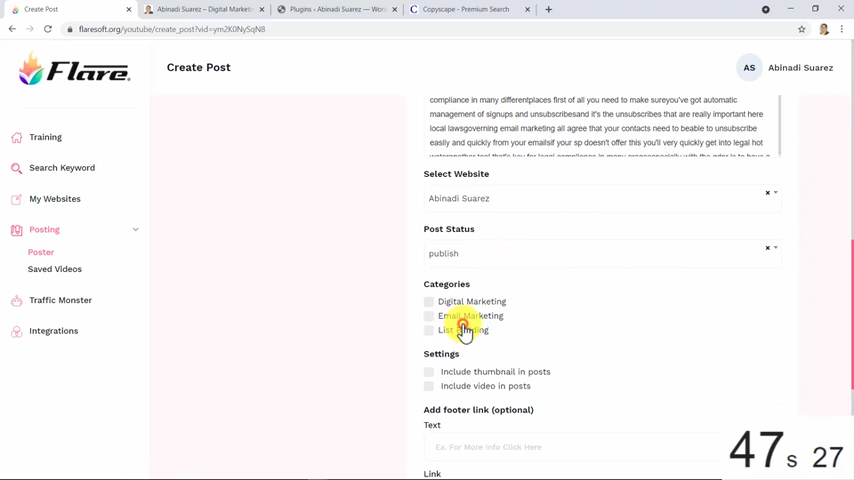 Create Post
Abinadi Suarez – Digital Marketi
Plugins ‹ Abinadi Suarez — Wor
Copyscape - Premium Search
flaresoft.org/youtube/create_post?vid=ym2K0NySqN8
Flare
Create Post
AS
Abinadi Suarez
compliance in many differentplaces first of all you need to make sureyou've got automatic
management of signups and unsubscribesand it's the unsubscribes that are really important here
local lawsgoverning email marketing all agree that your contacts need to beable to unsubscribe
easily and quickly from your emailsif your sp doesn't offer this you'll very quickly get into legal hot
Training
Search Keyword
My Websites
Posting
Poster
Saved Videos
Traffic Monster
Integrations
Select Website
Abinadi Suarez
Post Status
publish
Categories
Digital Marketing
Email Marketing
List
Settings
Include thumbnail in posts
Include video in posts
Add footer link (optional)
Text
Ex. For More info Click Here
Link
47s 27